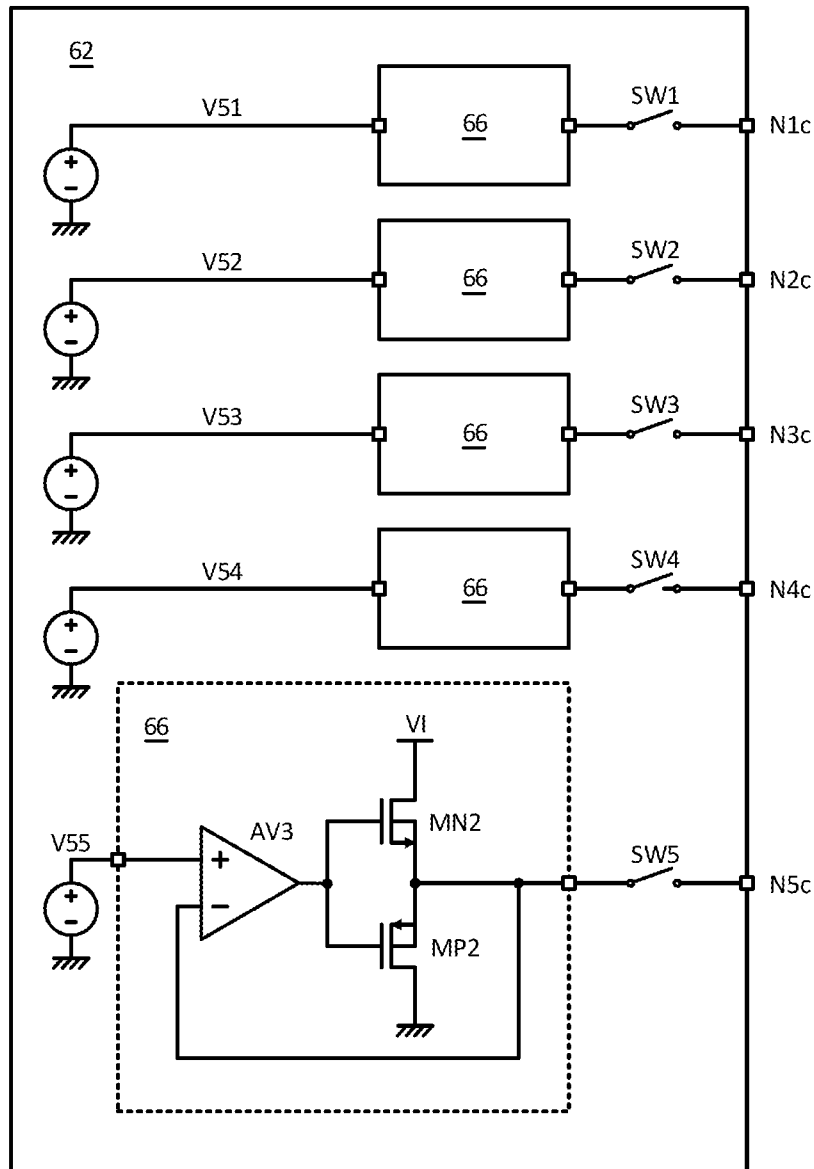 62
V51
66
SW1
N1c
+
−
V52
66
SW2
N2c
+
−
V53
66
SW3
N3c
+
−
V54
66
SW4
N4c
+
−
66
VI
MN2
AV3
V55
+
SW5
N5c
+
−
−
MP2